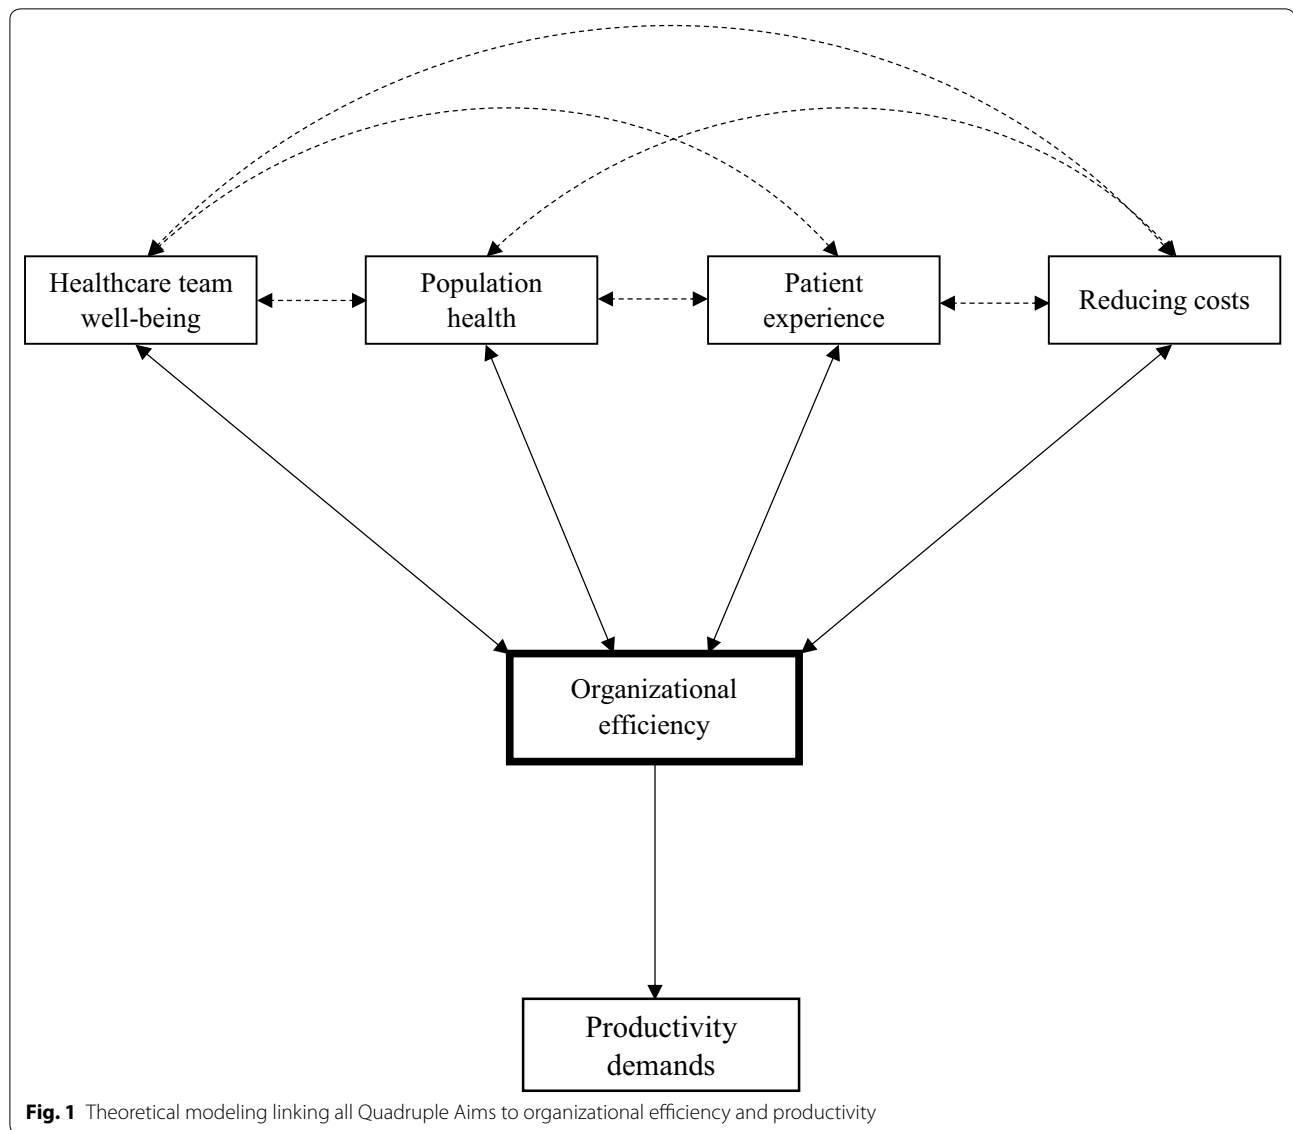 Healthcare team
well-being
Population
health
Patient
experience
Reducing costs
Organizational
efficiency
Productivity
demands
Fig. 1 Theoretical modeling linking all Quadruple Aims to organizational efficiency and productivity